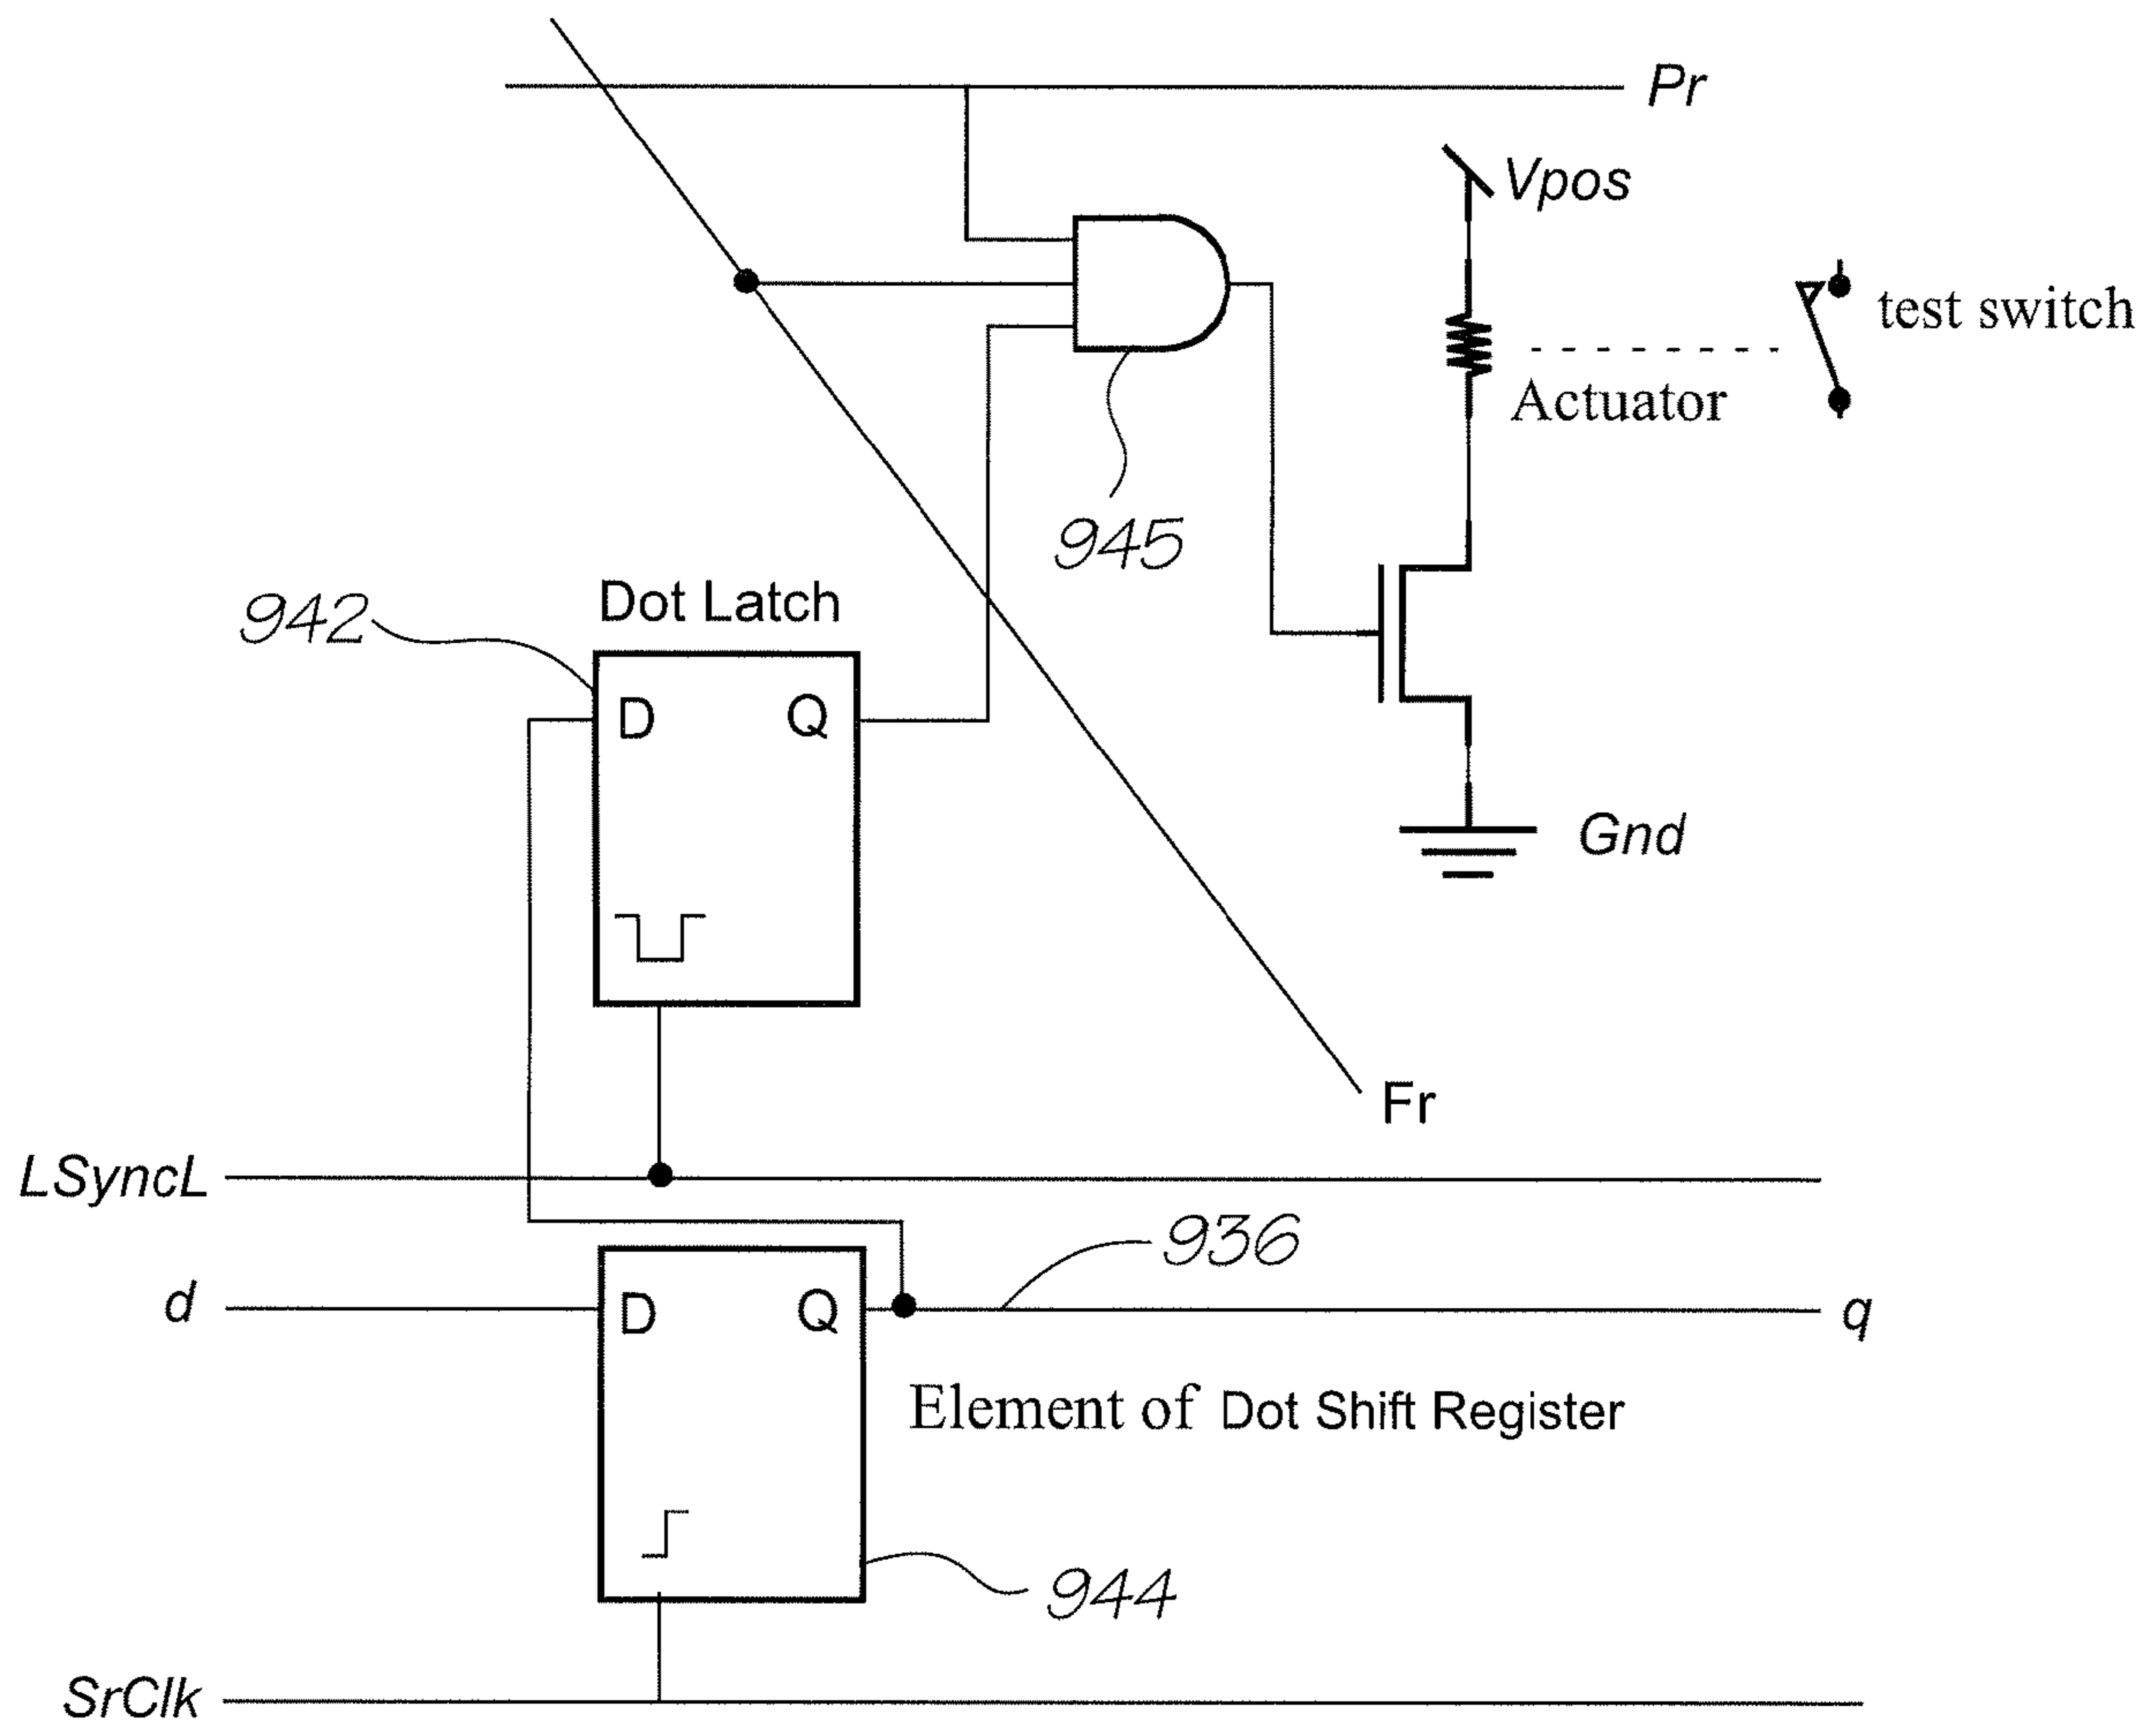 Pr
Vpos
test switch
Actuator
945
942
Dot Latch
D
Q
Gnd
Fr
LSyncL
936
d
D
Q
q
Element of Dot Shift Register
944
SrClk